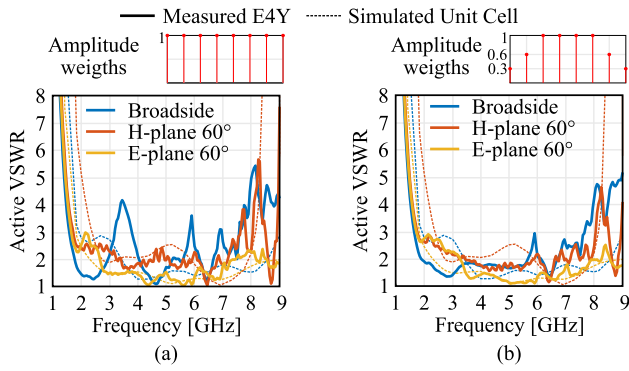 Measured E4Y
Simulated Unit Cell
Amplitude weigths
1
Amplitude weigths
1
0.6
0.3
Active VSWR
8
7
6
5
4
3
2
1
Broadside
H-plane 60°
E-plane 60°
1 2 3 4 5 6 7 8 9
Frequency [GHz]
(a)
Active VSWR
8
7
6
5
4
3
2
1
Broadside
H-plane 60°
E-plane 60°
1 2 3 4 5 6 7 8 9
Frequency [GHz]
(b)